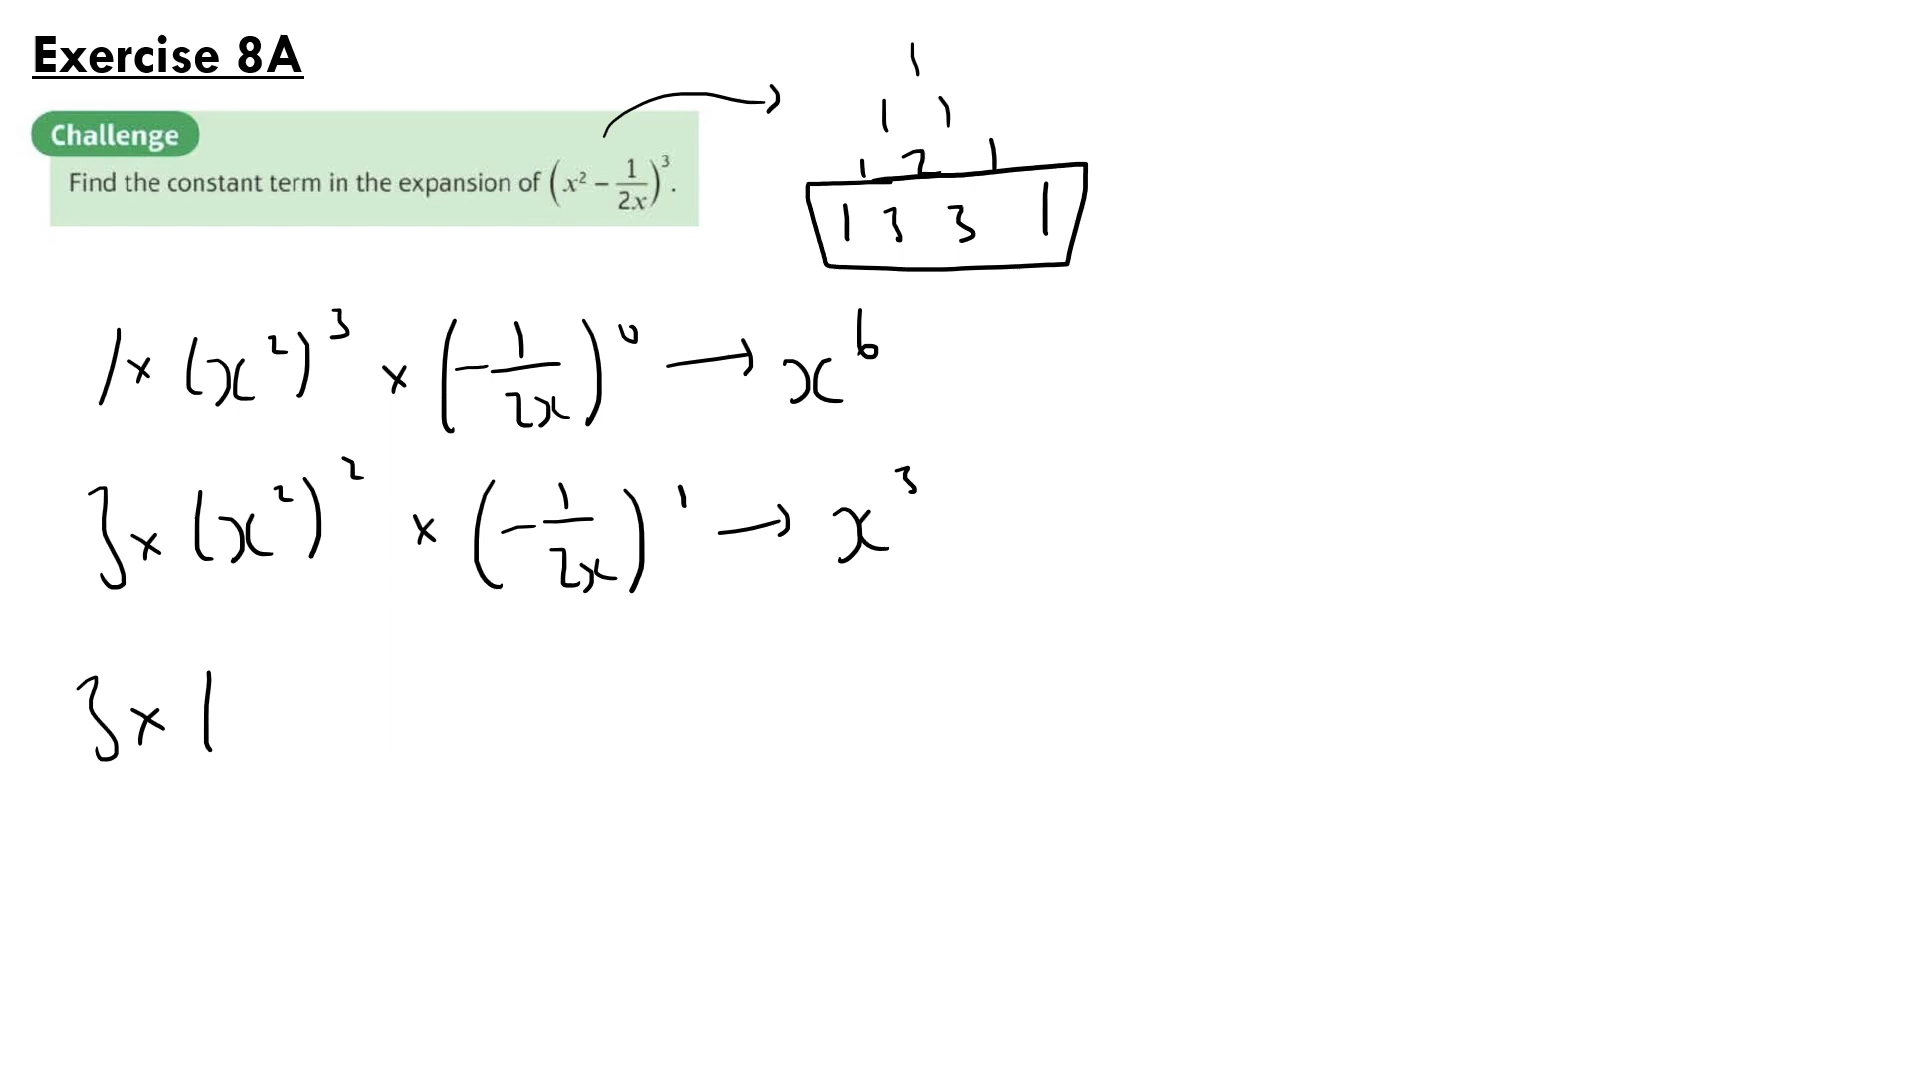 Exercise 8A
Challenge
Find the constant term in the expansion of (x² − 1/2x)³.
1
1 1
1 2 1
1 3 3 1
1 × (x²)³ × (−1/2x)⁰ → x⁶
3 × (x²)² × (−1/2x)¹ → x³
3 × (